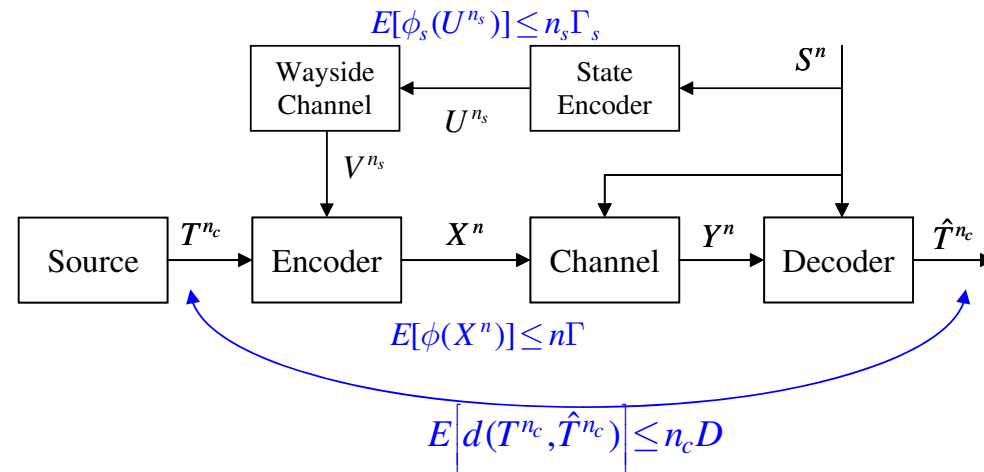 E[ϕ_s(U^{n_s})] ≤ n_sΓ_s
Wayside
Channel
State
Encoder
S^n
U^{n_s}
V^{n_s}
Source
T^{n_c}
Encoder
X^n
Channel
Y^n
Decoder
T̂^{n_c}
E[ϕ(X^n)] ≤ nΓ
E[d(T^{n_c},T̂^{n_c})] ≤ n_cD